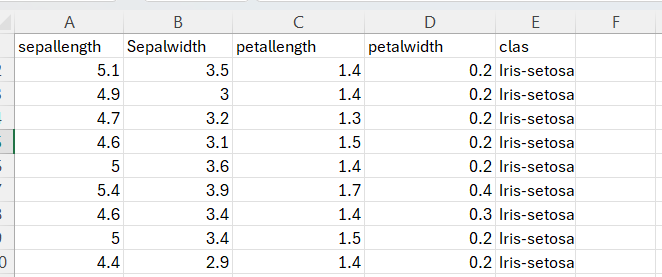 A B C D E F
sepallength Sepalwidth petallength petalwidth clas
5.1 3.5 1.4 0.2 Iris-setosa
4.9 3 1.4 0.2 Iris-setosa
4.7 3.2 1.3 0.2 Iris-setosa
4.6 3.1 1.5 0.2 Iris-setosa
5 3.6 1.4 0.2 Iris-setosa
5.4 3.9 1.7 0.4 Iris-setosa
4.6 3.4 1.4 0.3 Iris-setosa
5 3.4 1.5 0.2 Iris-setosa
4.4 2.9 1.4 0.2 Iris-setosa